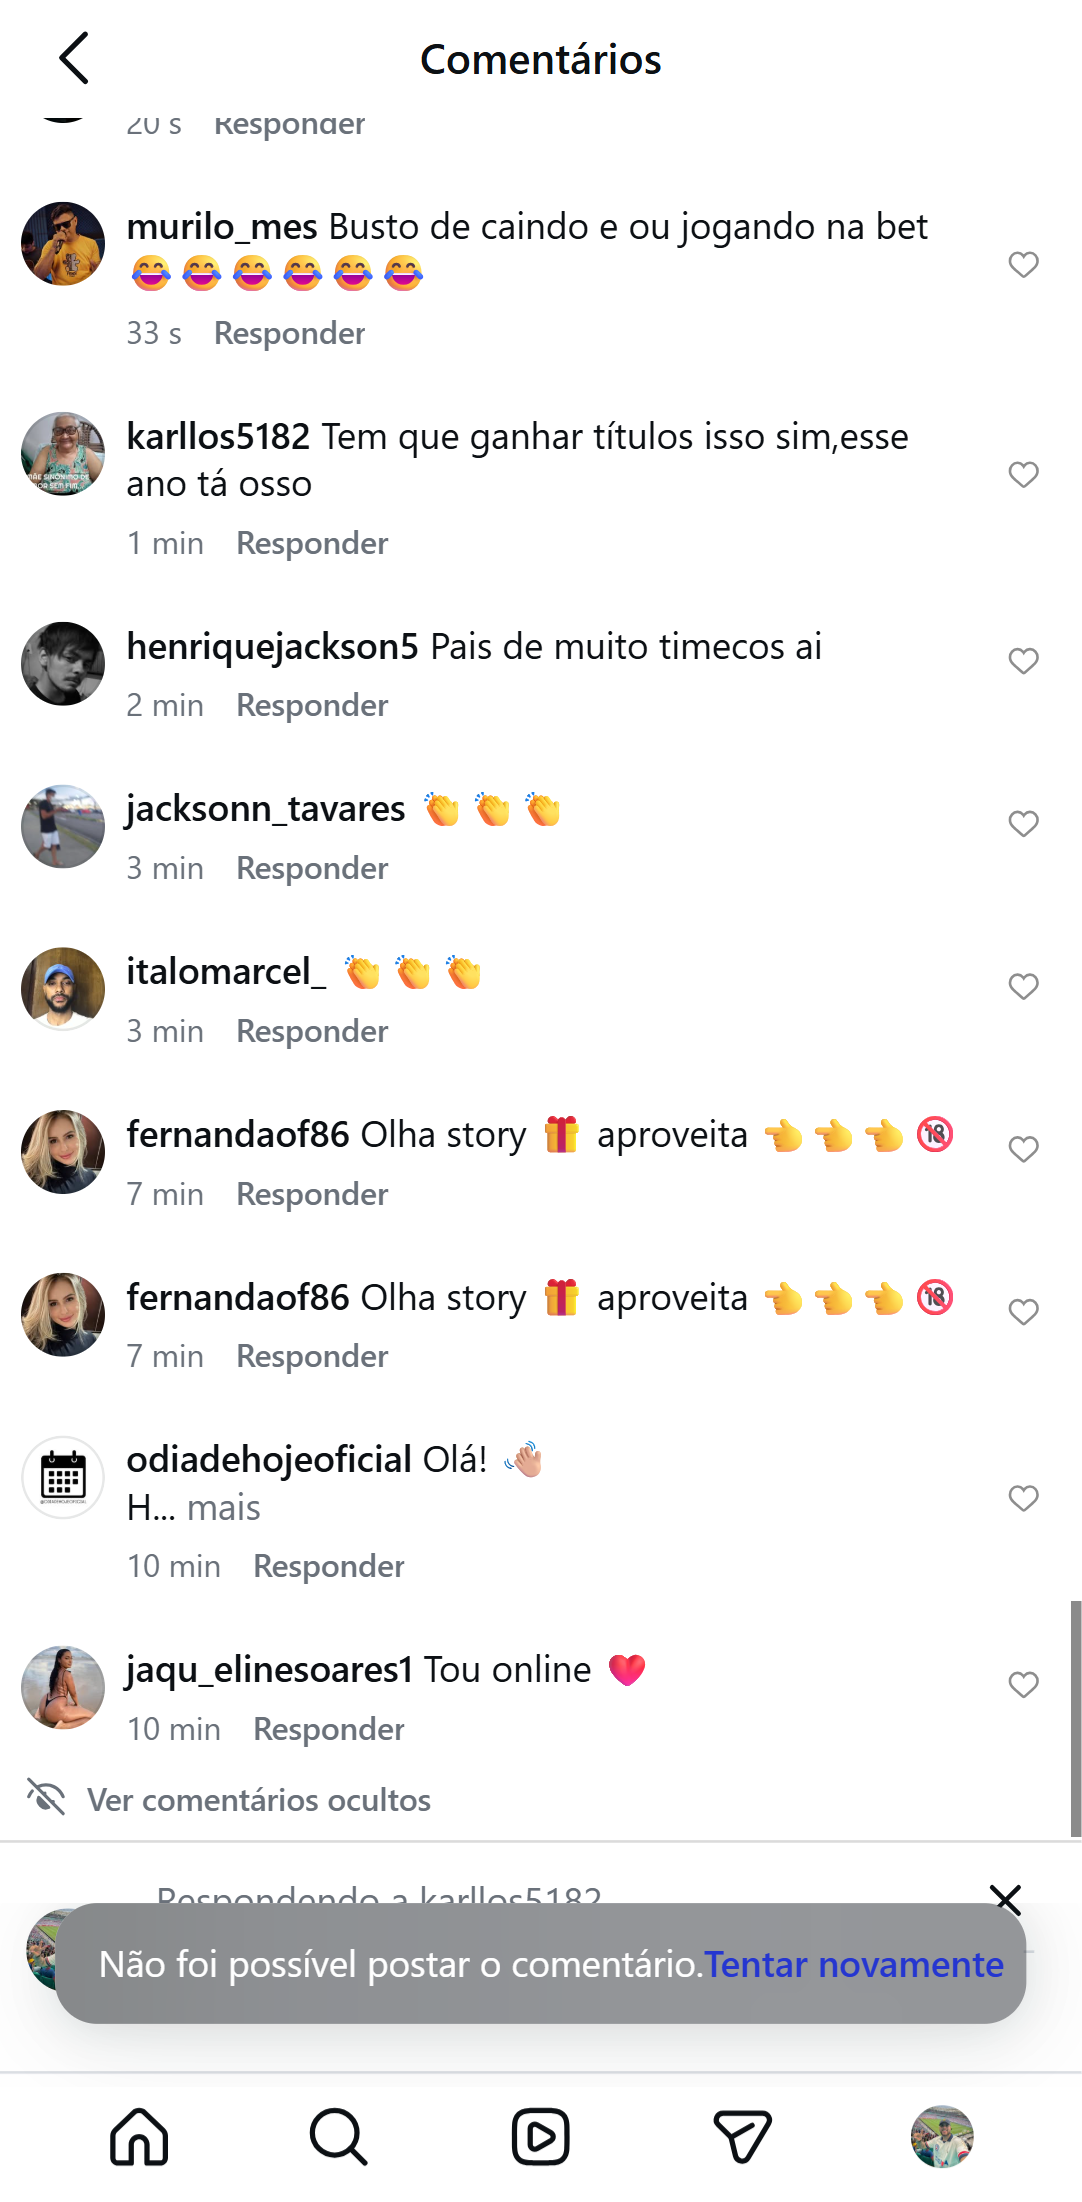 Comentários
20 s Responder
murilo_mes Busto de caindo e ou jogando na bet
😂😂😂😂😂😂
33 s Responder
karllos5182 Tem que ganhar títulos isso sim,esse
ano tá osso
1 min Responder
henriquejackson5 Pais de muito timecos ai
2 min Responder
jacksonn_tavares 👏👏👏
3 min Responder
italomarcel_ 👏👏👏
3 min Responder
fernandaof86 Olha story 🎁 aproveita 👈👈👈🔞
7 min Responder
fernandaof86 Olha story 🎁 aproveita 👈👈👈🔞
7 min Responder
odiadehojeoficial Olá! 👋🏼
H... mais
10 min Responder
jaqu_elinesoares1 Tou online ❤️
10 min Responder
Ver comentários ocultos
Respondendo a karllos5182
Não foi possível postar o comentário.Tentar novamente